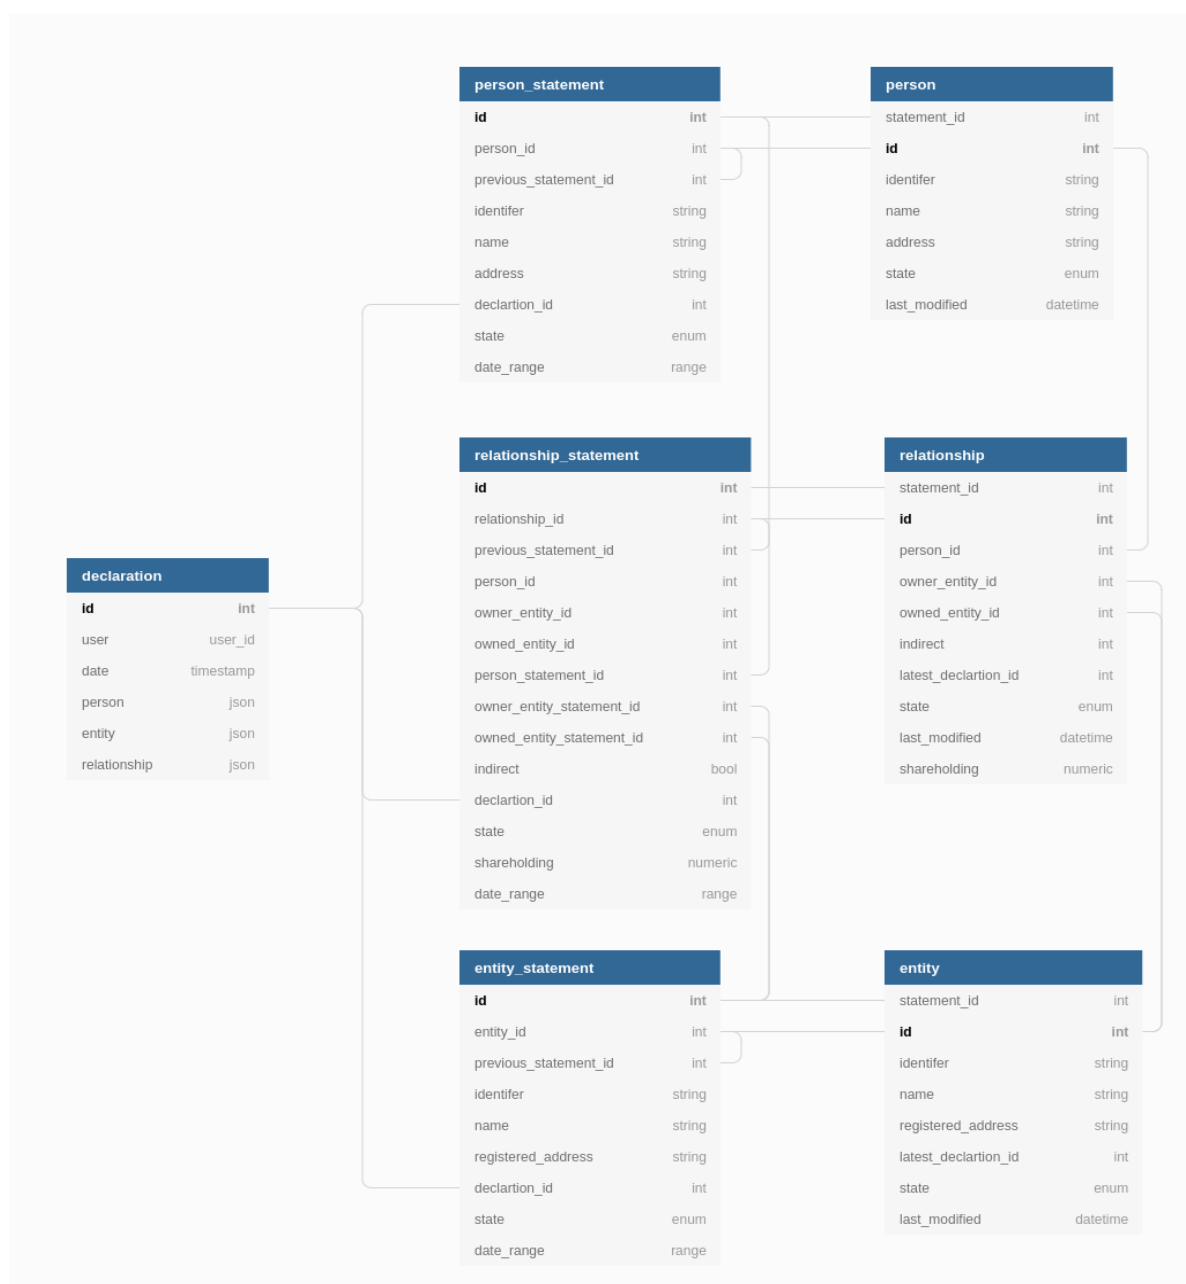 person_statement
id int
person_id int
previous_statement_id int
identifer string
name string
address string
declartion_id int
state enum
date_range range
person
statement_id int
id int
identifer string
name string
address string
state enum
last_modified datetime
relationship_statement
id int
relationship_id int
previous_statement_id int
person_id int
owner_entity_id int
owned_entity_id int
person_statement_id int
owner_entity_statement_id int
owned_entity_statement_id int
indirect bool
declartion_id int
state enum
shareholding numeric
date_range range
relationship
statement_id int
id int
person_id int
owner_entity_id int
owned_entity_id int
indirect int
latest_declartion_id int
state enum
last_modified datetime
shareholding numeric
declaration
id int
user user_id
date timestamp
person json
entity json
relationship json
entity_statement
id int
entity_id int
previous_statement_id int
identifer string
name string
registered_address string
declartion_id int
state enum
date_range range
entity
statement_id int
id int
identifer string
name string
registered_address string
latest_declartion_id int
state enum
last_modified datetime